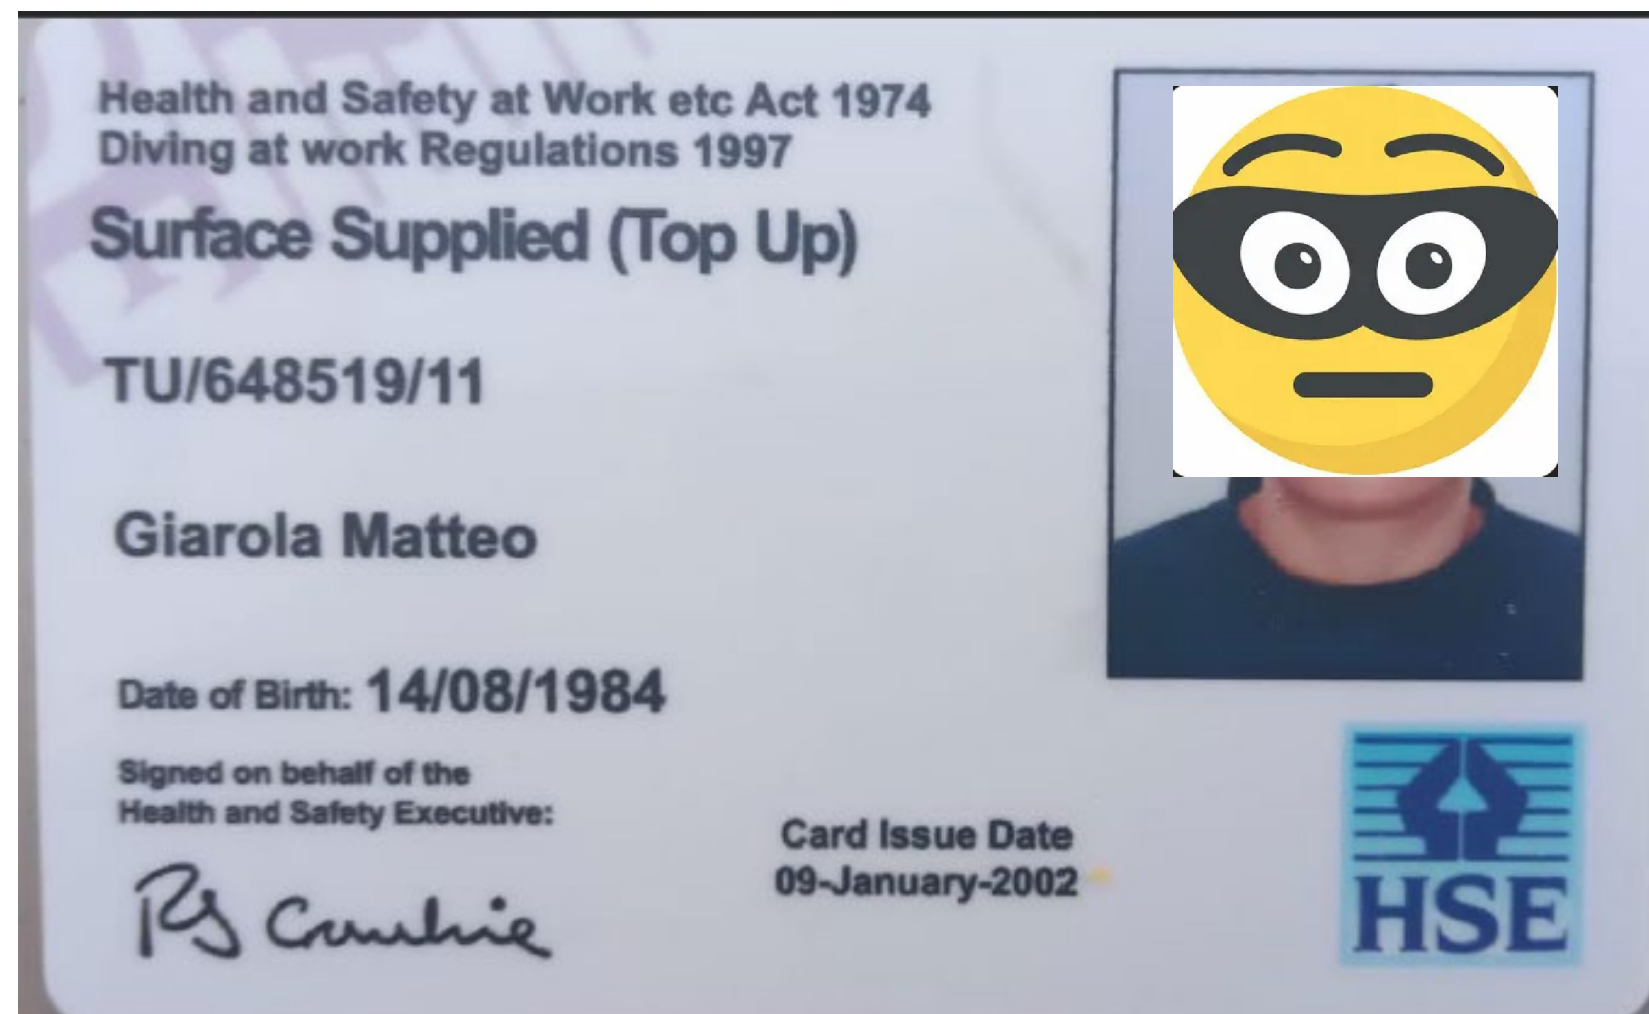 Health and Safety at Work etc Act 1974
Diving at work Regulations 1997
Surface Supplied (Top Up)
TU/648519/11
Giarola Matteo
Date of Birth: 14/08/1984
Signed on behalf of the
Health and Safety Executive:
Card Issue Date
09-January-2002
HSE